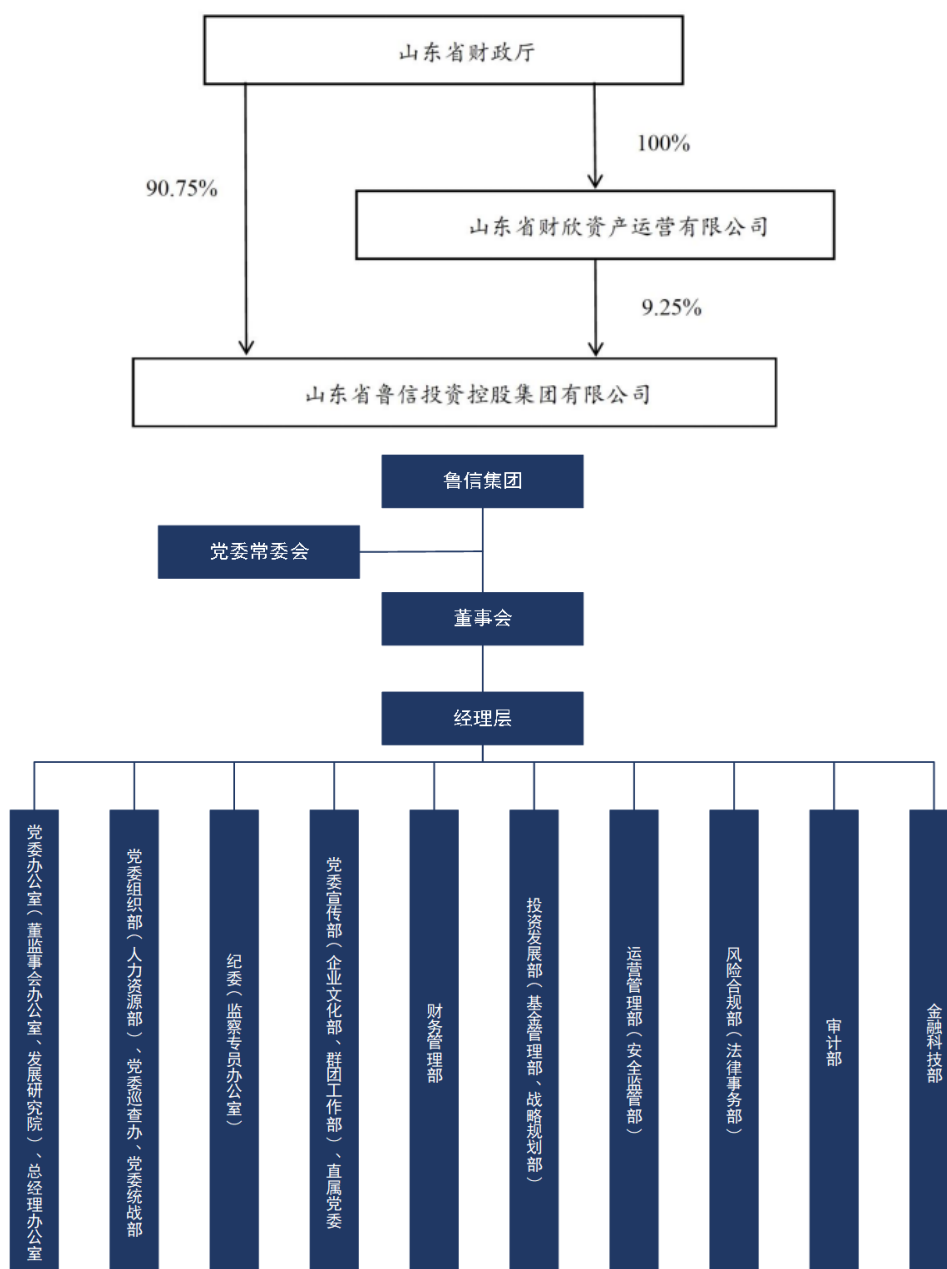 山东省财政厅
100%
90.75%
山东省财欣资产运营有限公司
9.25%
山东省鲁信投资控股集团有限公司
鲁信集团
党委常委会
董事会
经理层
党委办公室（董监事会办公室、发展研究院）、总经理办公室
党委组织部（人力资源部）、党委巡查办、党委统战部
纪委（监察专员办公室）
党委宣传部（企业文化部、群团工作部）、直属党委
财务管理部
投资发展部（基金管理部、战略规划部）
运营管理部（安全监管部）
风险合规部（法律事务部）
审计部
金融科技部